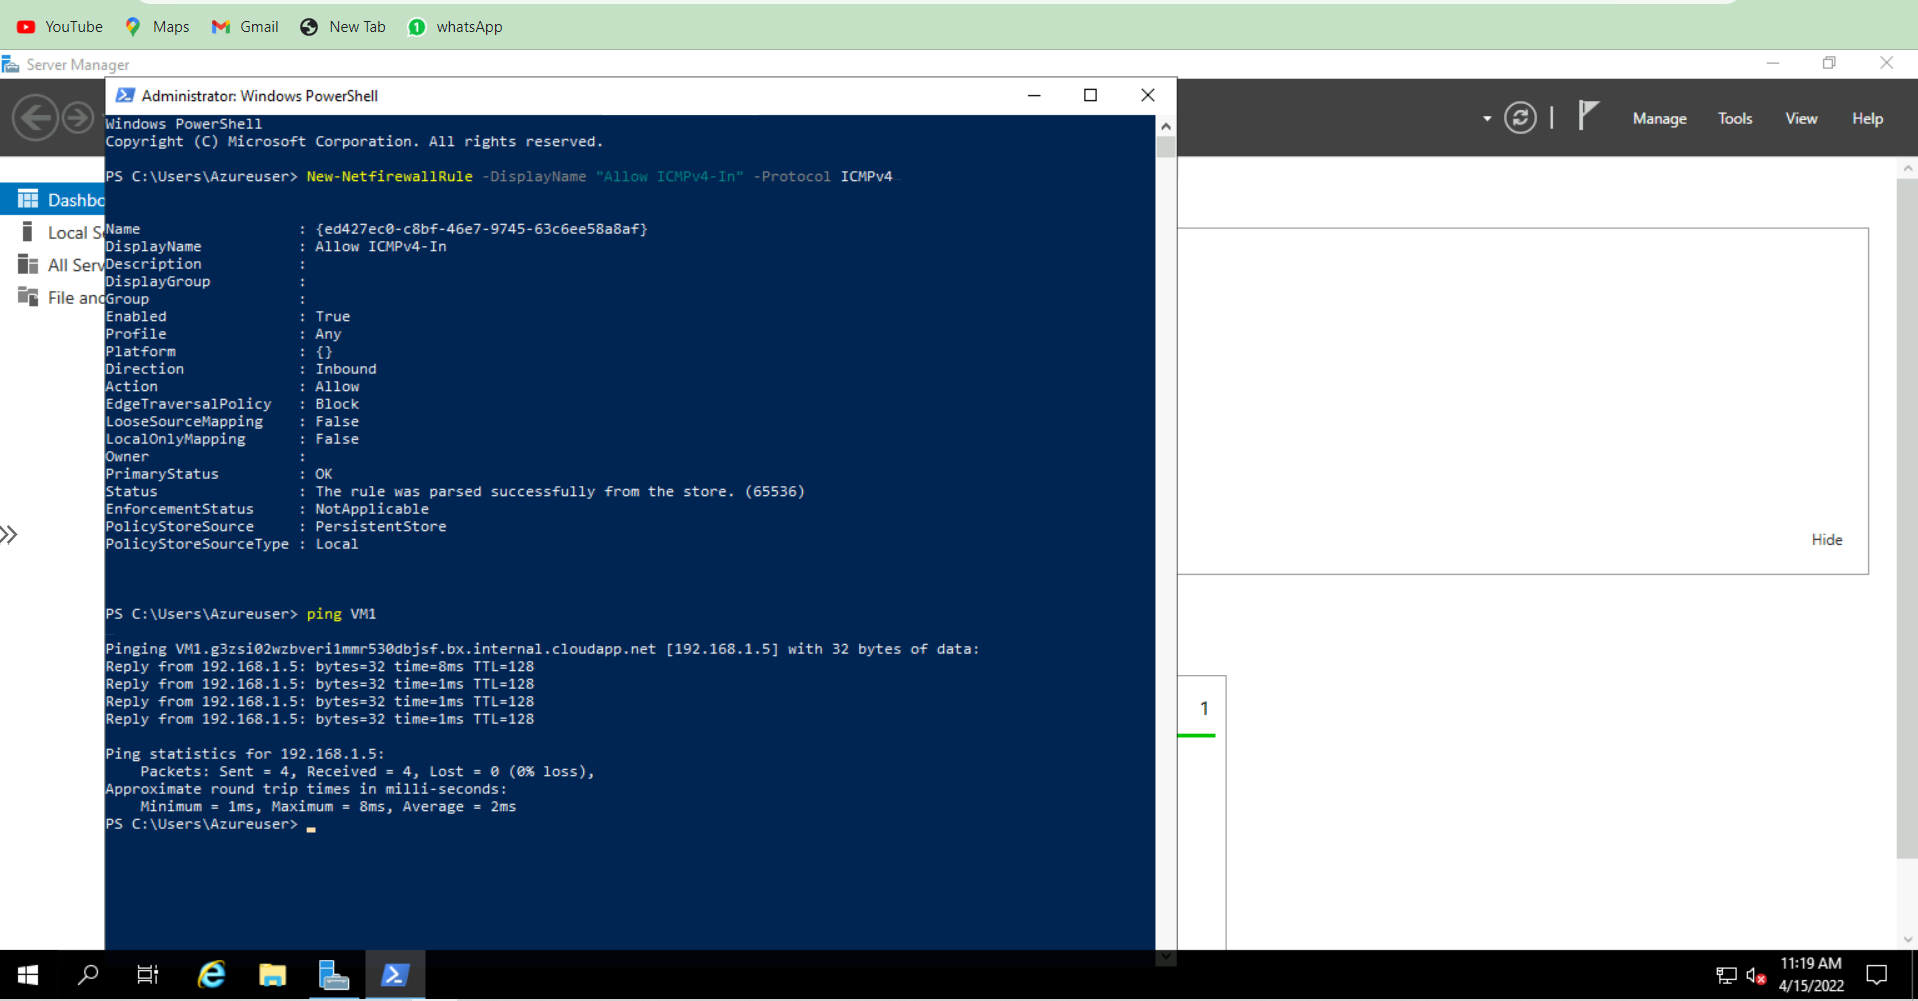 YouTube Maps Gmail New Tab 1 whatsApp
Server Manager
Administrator: Windows PowerShell
Manage Tools View Help
Windows PowerShell
Copyright (C) Microsoft Corporation. All rights reserved.
PS C:\Users\Azureuser> New-NetfirewallRule -DisplayName "Allow ICMPv4-In" -Protocol ICMPv4
Dashbo
Local Se
All Serv
File and
Name : {ed427ec0-c8bf-46e7-9745-63c6ee58a8af}
DisplayName : Allow ICMPv4-In
Description :
DisplayGroup :
Group :
Enabled : True
Profile : Any
Platform : {}
Direction : Inbound
Action : Allow
EdgeTraversalPolicy : Block
LooseSourceMapping : False
LocalOnlyMapping : False
Owner :
PrimaryStatus : OK
Status : The rule was parsed successfully from the store. (65536)
EnforcementStatus : NotApplicable
PolicyStoreSource : PersistentStore
PolicyStoreSourceType : Local
Hide
PS C:\Users\Azureuser> ping VM1
Pinging VM1.g3zsi02wzbveri1mmr530dbjsf.bx.internal.cloudapp.net [192.168.1.5] with 32 bytes of data:
Reply from 192.168.1.5: bytes=32 time=8ms TTL=128
Reply from 192.168.1.5: bytes=32 time=1ms TTL=128
Reply from 192.168.1.5: bytes=32 time=1ms TTL=128
Reply from 192.168.1.5: bytes=32 time=1ms TTL=128
1
Ping statistics for 192.168.1.5:
Packets: Sent = 4, Received = 4, Lost = 0 (0% loss),
Approximate round trip times in milli-seconds:
Minimum = 1ms, Maximum = 8ms, Average = 2ms
PS C:\Users\Azureuser>
11:19 AM
4/15/2022